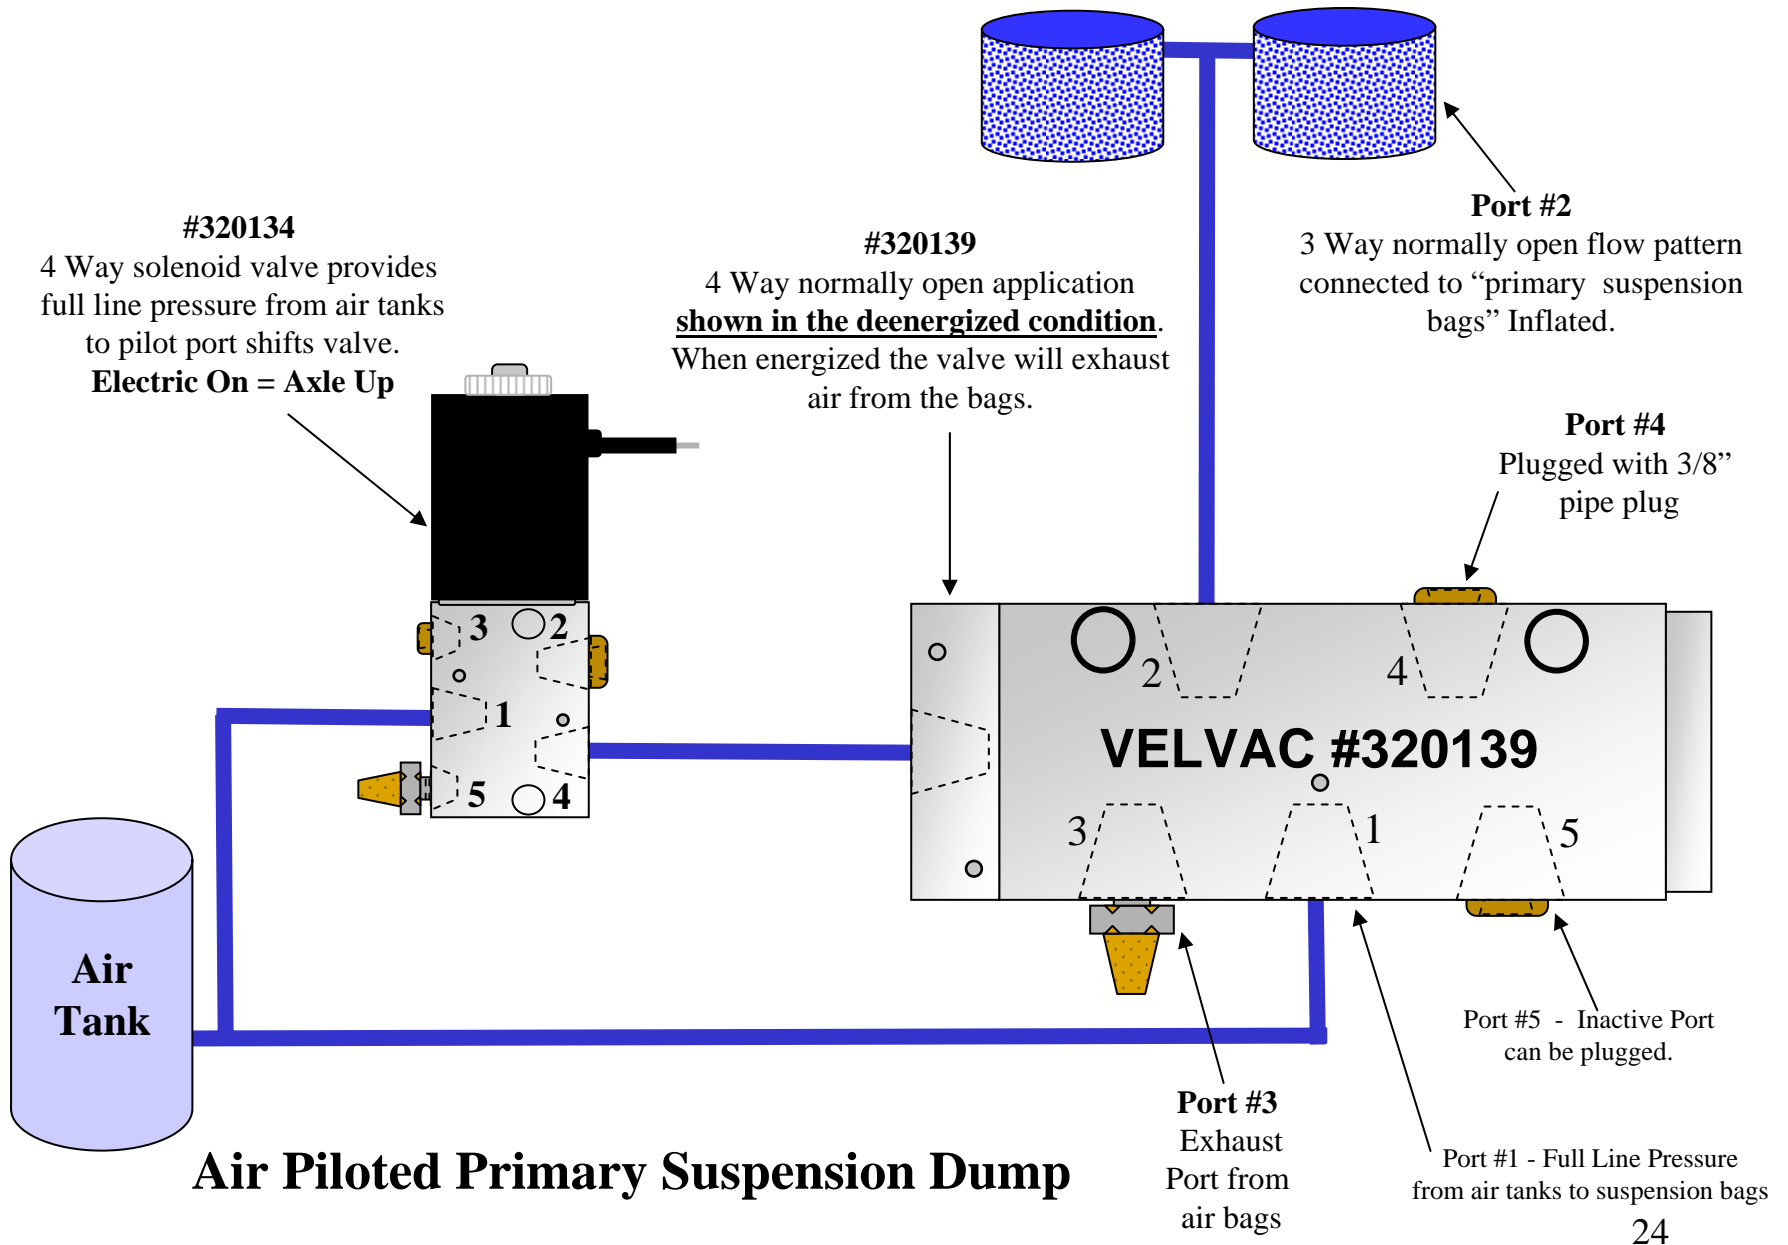 #320134
4 Way solenoid valve provides
full line pressure from air tanks
to pilot port shifts valve.
Electric On = Axle Up
#320139
4 Way normally open application
shown in the deenergized condition.
When energized the valve will exhaust
air from the bags.
Port #2
3 Way normally open flow pattern
connected to “primary suspension
bags” Inflated.
Port #4
Plugged with 3/8”
pipe plug
3 2
1
5 4
2 4
VELVAC #320139
3 1 5
Air
Tank
Port #5 - Inactive Port
can be plugged.
Port #3
Exhaust
Port from
air bags
Port #1 - Full Line Pressure
from air tanks to suspension bags
Air Piloted Primary Suspension Dump
24